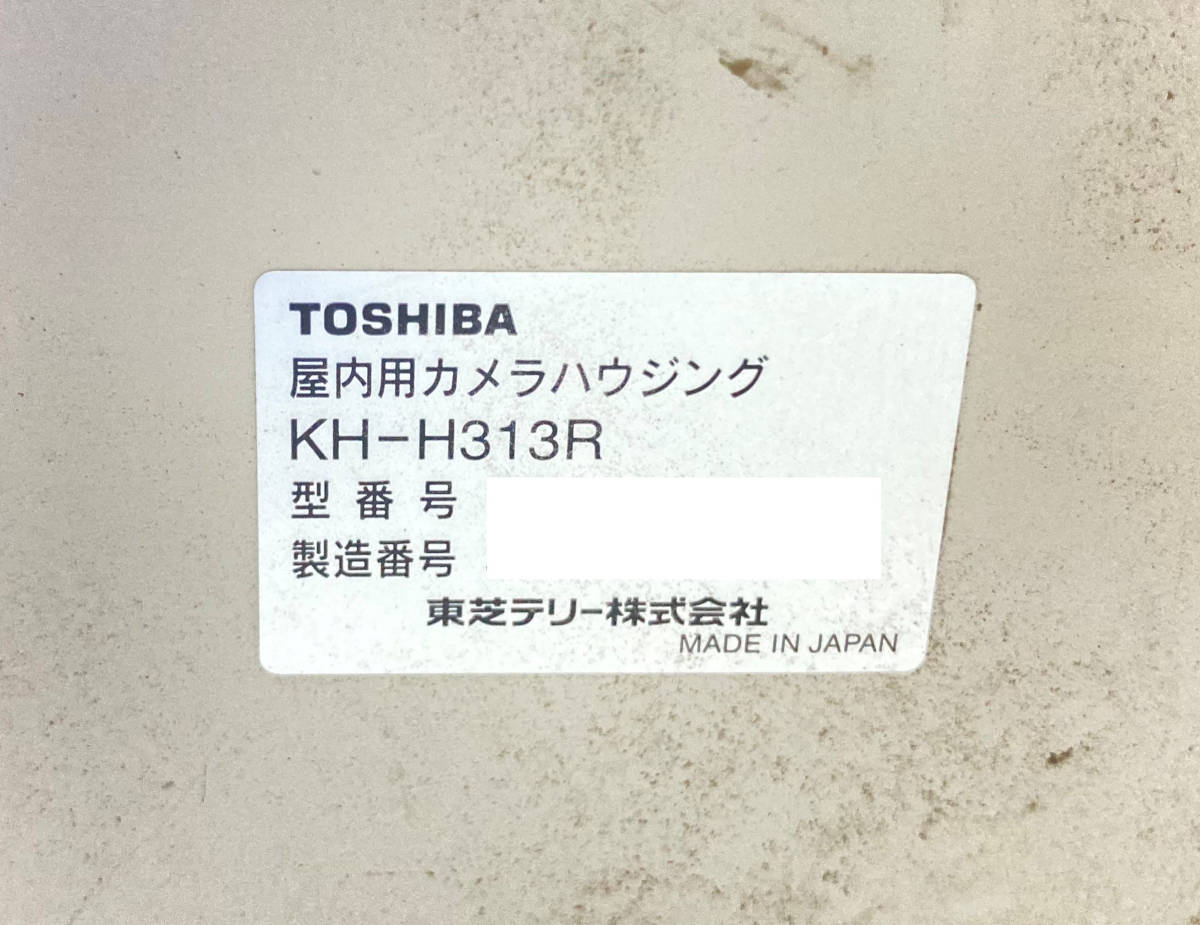 TOSHIBA
屋内用カメラハウジング
KH-H313R
型番号
製造番号
東芝テリー株式会社
MADE IN JAPAN